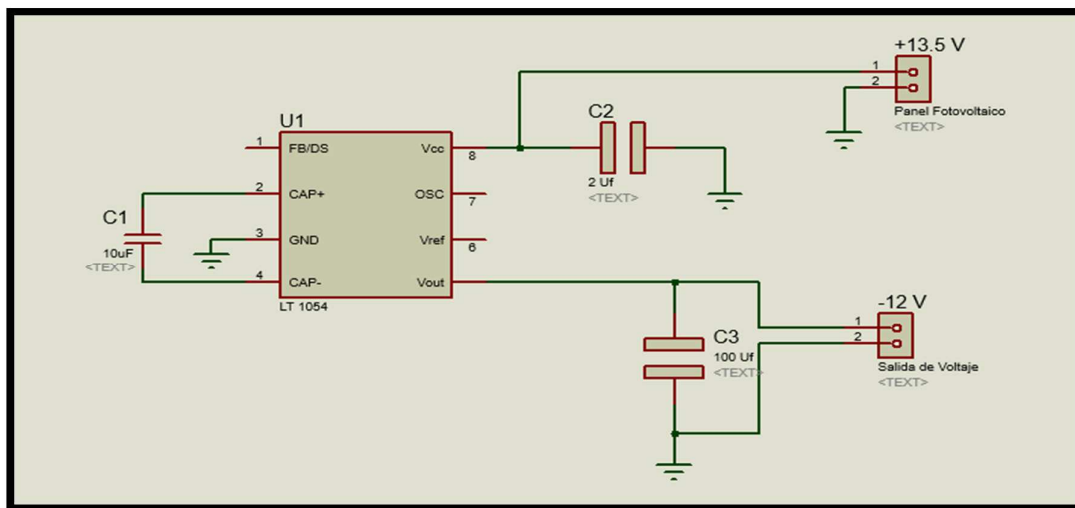 +13.5 V
1
2
Panel Fotovoltaico
<TEXT>
U1
1 FB/DS Vcc 8
2 CAP+ OSC 7
3 GND Vref 6
4 CAP- Vout
LT 1054
C2
2 Uf
<TEXT>
C1
10uF
<TEXT>
-12 V
1
2
Salida de Voltaje
<TEXT>
C3
100 Uf
<TEXT>